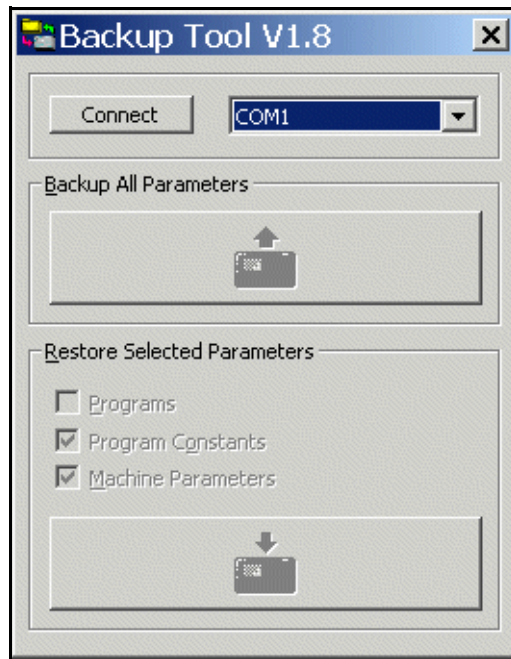 Backup Tool V1.8
Connect COM1
Backup All Parameters
Restore Selected Parameters
Programs
Program Constants
Machine Parameters